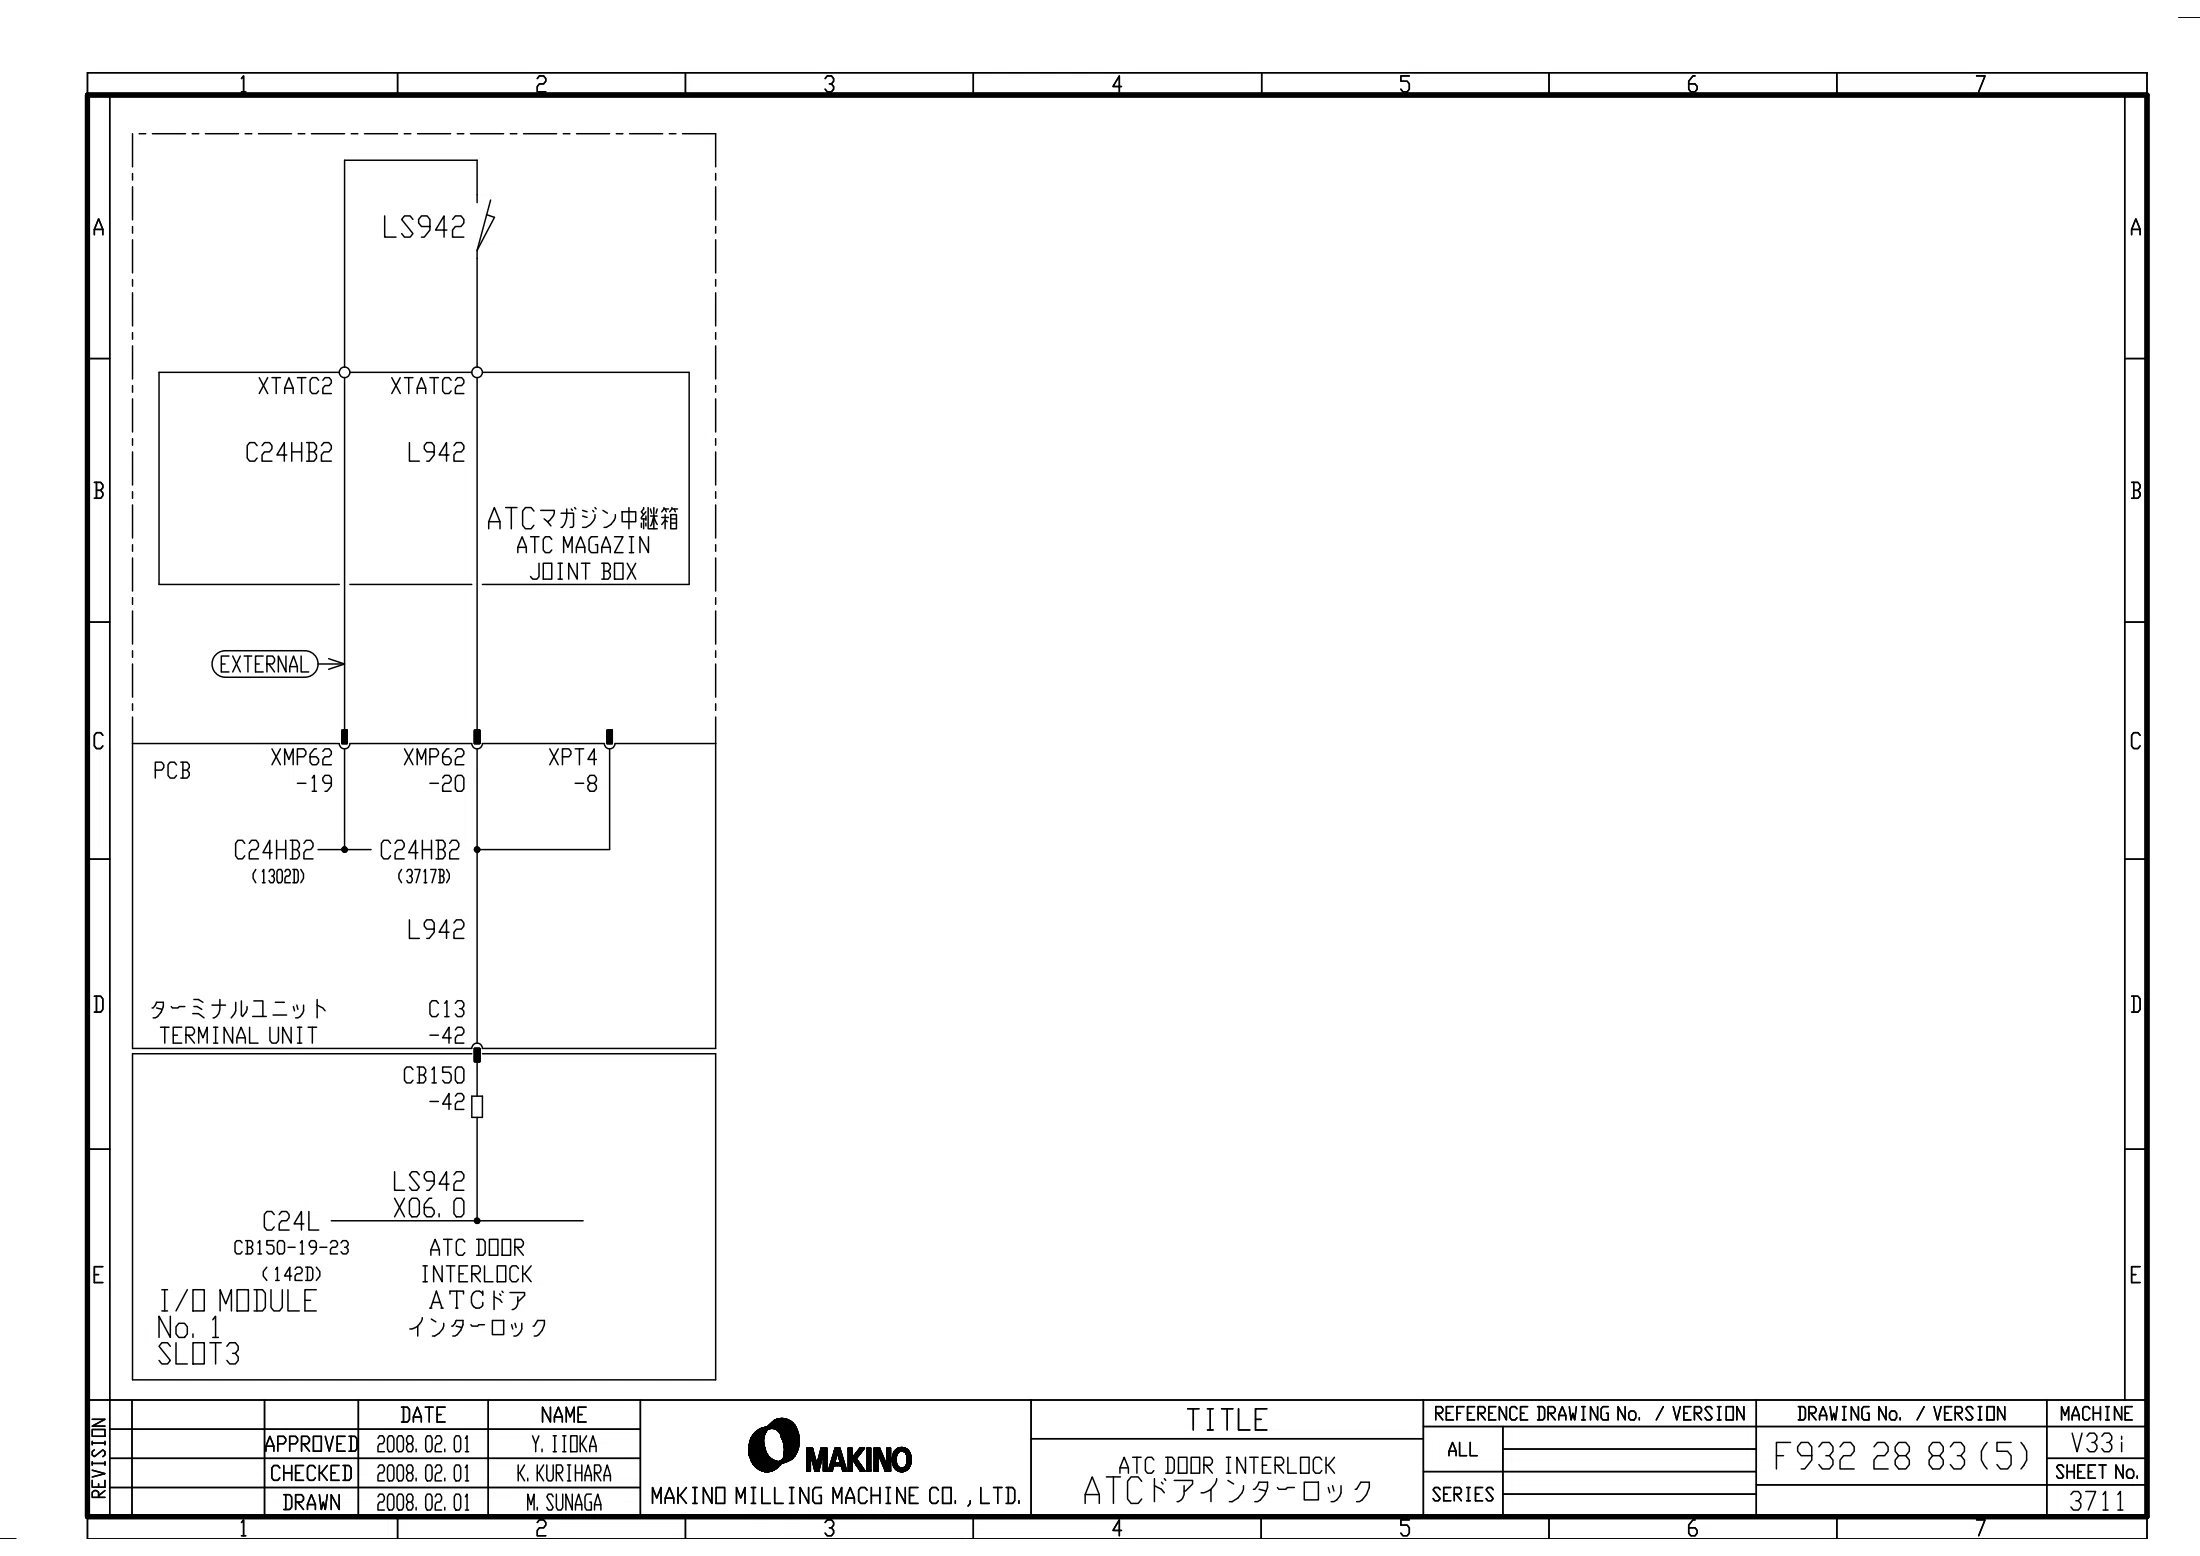 1 2 3 4 5 6 7
A A
LS942
XTATC2 XTATC2
C24HB2 L942
B B
ATCマガジン中継箱
ATC MAGAZIN
JOINT BOX
EXTERNAL
C C
PCB
XMP62 XMP62 XPT4
-19 -20 -8
C24HB2 C24HB2
(1302D) (3717B)
L942
D D
ターミナルユニット C13
TERMINAL UNIT -42
CB150
-42
LS942
X06.0
C24L
CB150-19-23
(142D)
ATC DOOR
INTERLOCK
ATCドア
インターロック
E E
I/O MODULE
No.1
SLOT3
REVISION
DATE NAME
APPROVED 2008.02.01 Y.IIOKA
CHECKED 2008.02.01 K.KURIHARA
DRAWN 2008.02.01 M.SUNAGA
MAKINO
MAKINO MILLING MACHINE CO.,LTD.
TITLE
ATC DOOR INTERLOCK
ATCドアインターロック
REFERENCE DRAWING No. / VERSION
ALL
SERIES
DRAWING No. / VERSION
F932 28 83(5)
MACHINE
V33i
SHEET No.
3711
1 2 3 4 5 6 7